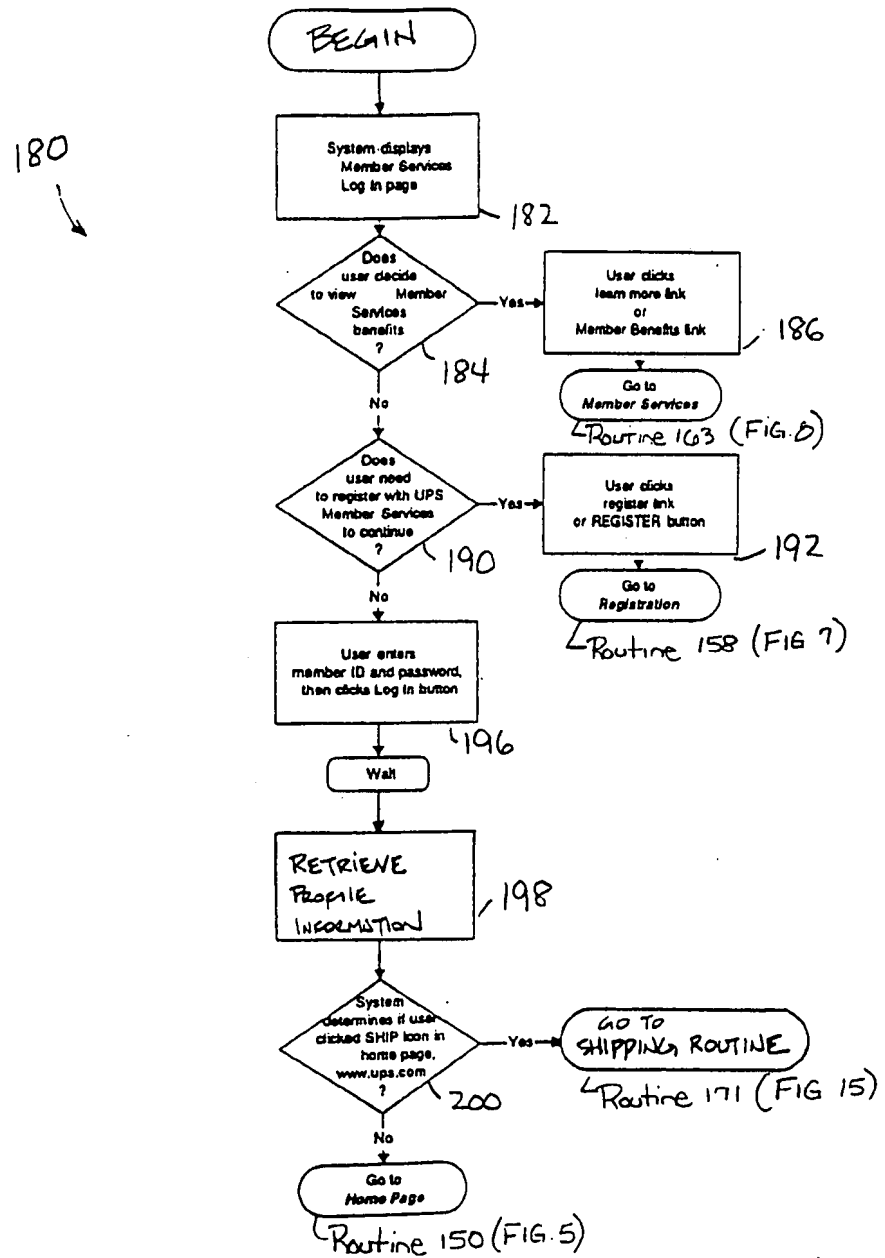 BEGIN
180
System displays
Member Services
Log In page
182
Does
user decide
to view Member
Services
benefits
?
184
Yes
User clicks
learn more link
or
Member Benefits link
186
Go to
Member Services
Routine 163 (FIG. 8)
No
Does
user need
to register with UPS
Member Services
to continue
?
190
Yes
User clicks
register link
or REGISTER button
192
Go to
Registration
Routine 158 (FIG 7)
No
User enters
member ID and password,
then clicks Log In button
196
Wait
RETRIEVE
PROFILE
INFORMATION
198
System
determines if user
clicked SHIP Icon in
home page,
www.ups.com
?
200
Yes
GO TO
SHIPPING ROUTINE
Routine 171 (FIG 15)
No
Go to
Home Page
Routine 150 (FIG. 5)